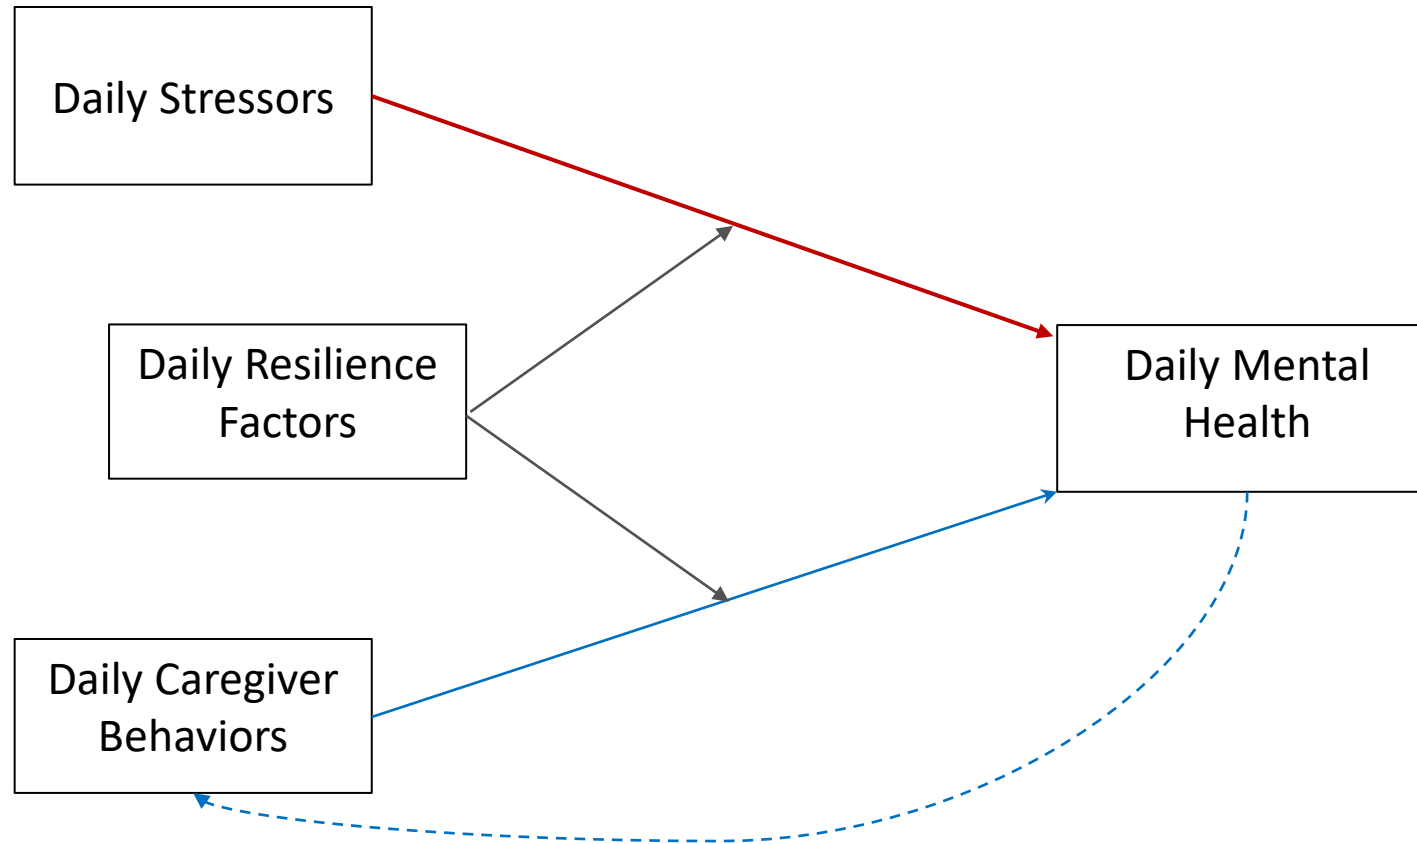 Daily Stressors
Daily Resilience
Factors
Daily Mental
Health
Daily Caregiver
Behaviors